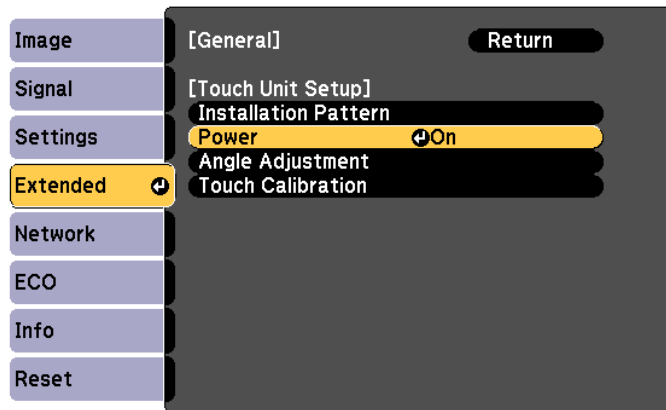 Image
Signal
Settings
Extended
Network
ECO
Info
Reset
[General] Return
[Touch Unit Setup]
Installation Pattern
Power On
Angle Adjustment
Touch Calibration